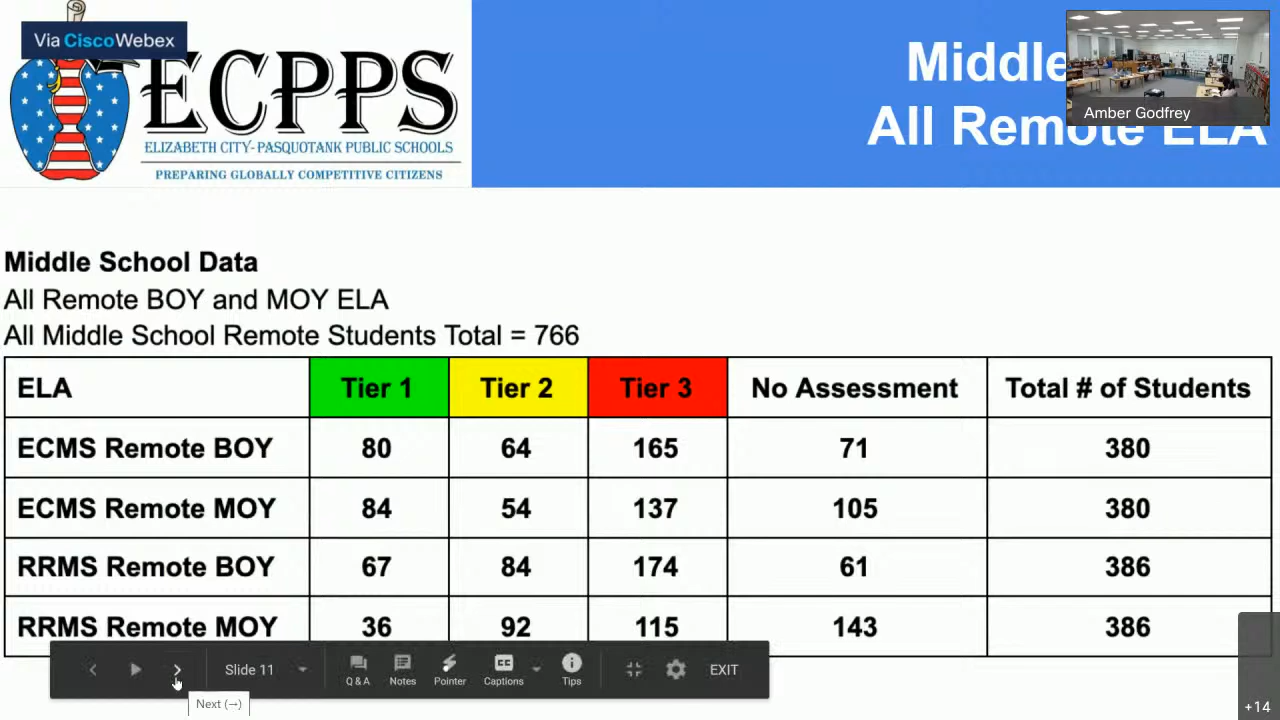 Via CiscoWebex
ECPPS
ELIZABETH CITY-PASQUOTANK PUBLIC SCHOOLS
PREPARING GLOBALLY COMPETITIVE CITIZENS
Middle
All Remote ELA
Amber Godfrey
Middle School Data
All Remote BOY and MOY ELA
All Middle School Remote Students Total = 766
ELA Tier 1 Tier 2 Tier 3 No Assessment Total # of Students
ECMS Remote BOY 80 64 165 71 380
ECMS Remote MOY 84 54 137 105 380
RRMS Remote BOY 67 84 174 61 386
RRMS Remote MOY 36 92 115 143 386
Slide 11 Q & A Notes Pointer CC Captions Tips EXIT
Next (→)
+14